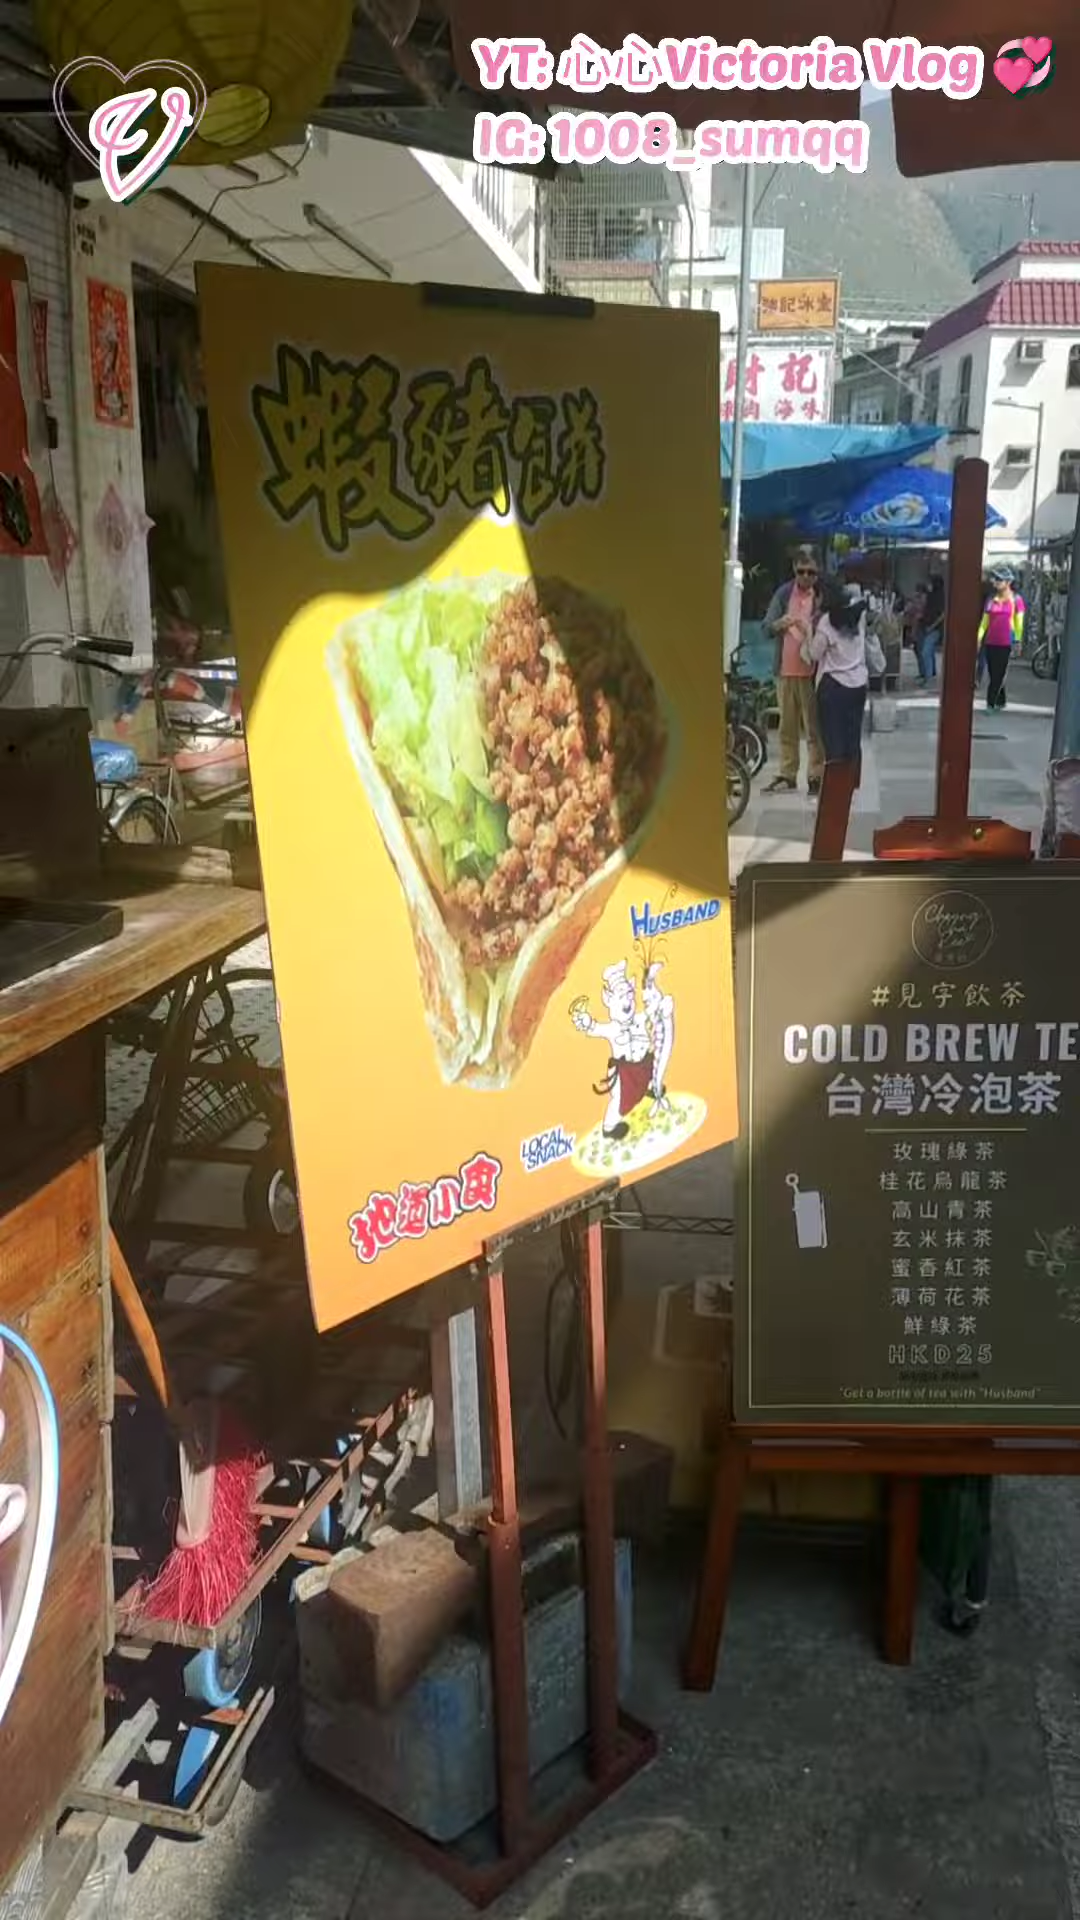 YT: 心心Victoria Vlog
IG: 1008_sumqq
蝦豬餅
HUSBAND
LOCAL SNACK
地道小食
財記
海味
#見字飲茶
COLD BREW TE
台灣冷泡茶
玫瑰綠茶
桂花烏龍茶
高山青茶
玄米抹茶
蜜香紅茶
薄荷花茶
鮮綠茶
HKD25
"Get a bottle of tea with "Husband"